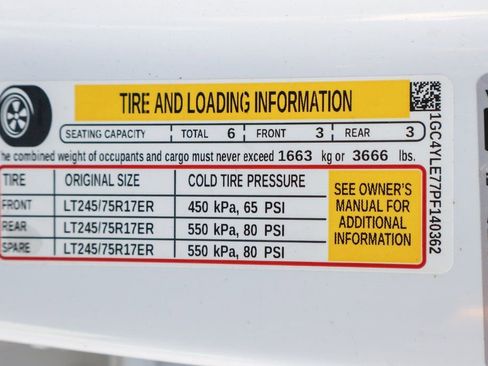 TIRE AND LOADING INFORMATION
SEATING CAPACITY TOTAL 6 FRONT 3 REAR 3
he combined weight of occupants and cargo must never exceed 1663 kg or 3666 lbs.
TIRE ORIGINAL SIZE COLD TIRE PRESSURE
FRONT LT245/75R17ER 450 kPa, 65 PSI
REAR LT245/75R17ER 550 kPa, 80 PSI
SPARE LT245/75R17ER 550 kPa, 80 PSI
SEE OWNER'S
MANUAL FOR
ADDITIONAL
INFORMATION
1GC4YLE77PF140362